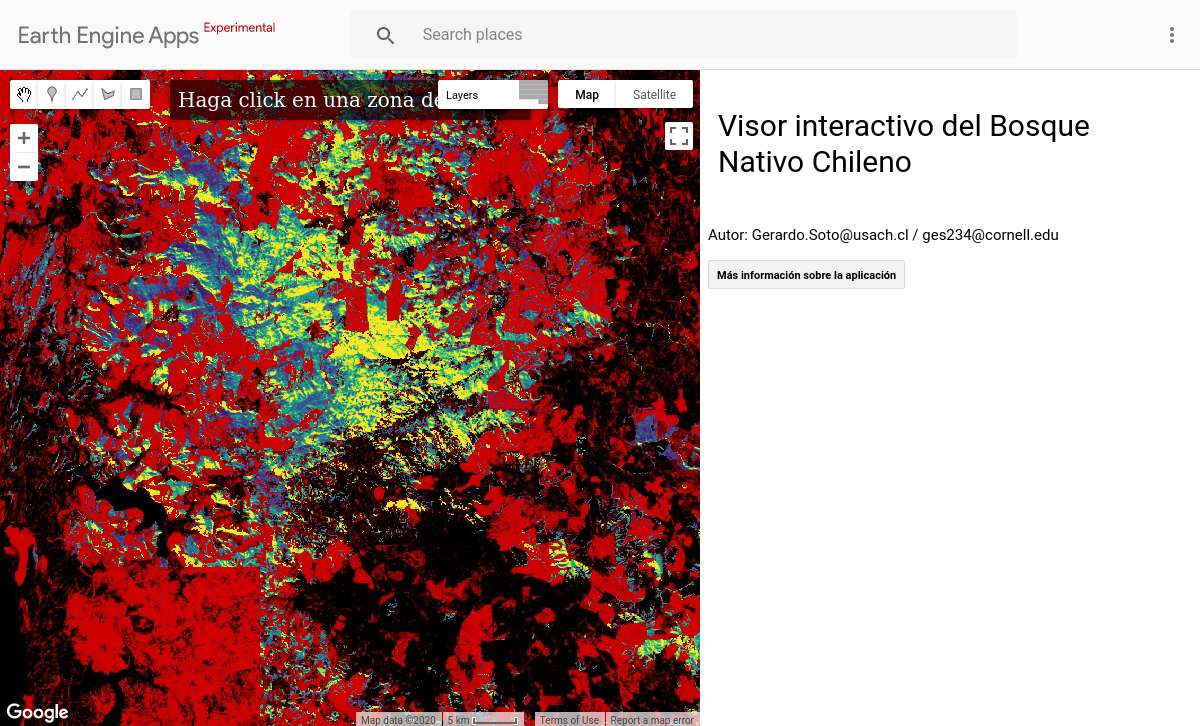 Earth Engine Apps Experimental
Search places
Haga click en una zona de
Layers
Map
Satellite
Visor interactivo del Bosque
Nativo Chileno
Autor: Gerardo.Soto@usach.cl / ges234@cornell.edu
Más información sobre la aplicación
Google
Map data ©2020
5 km
Terms of Use
Report a map error